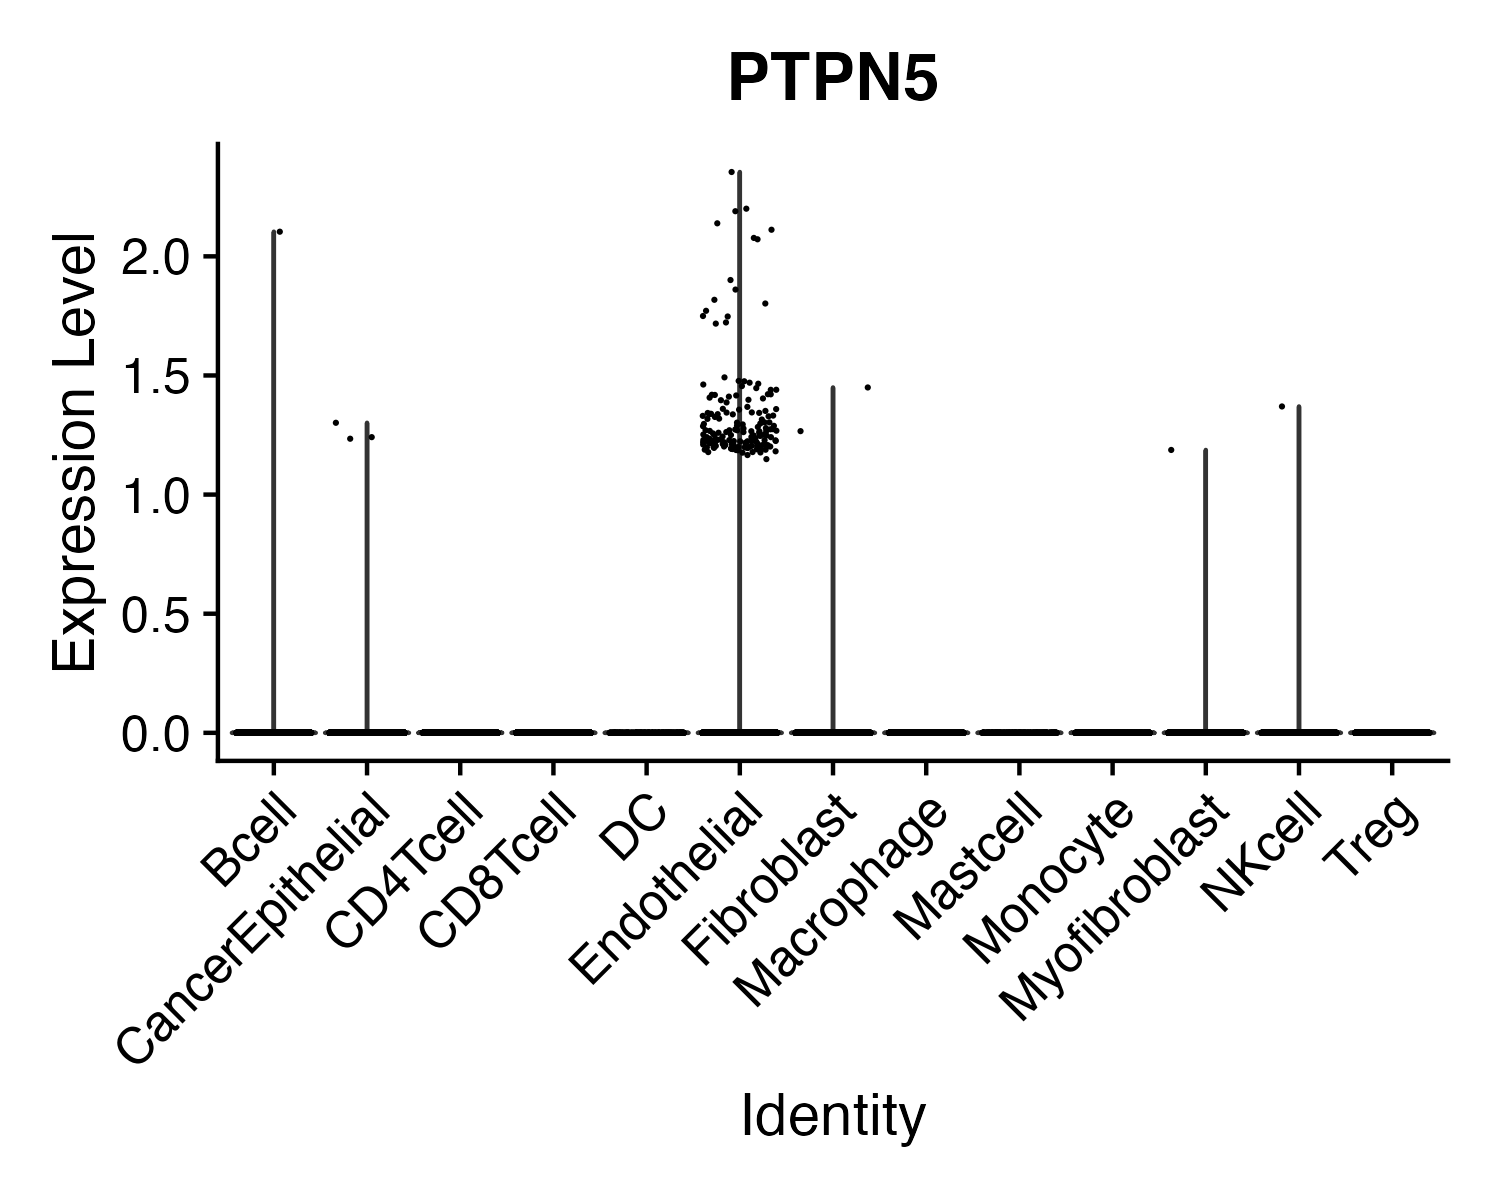 PTPN5
Expression Level
2.0
1.5
1.0
0.5
0.0
Bcell
CancerEpithelial
CD4Tcell
CD8Tcell
DC
Endothelial
Fibroblast
Macrophage
Mastcell
Monocyte
Myofibroblast
NKcell
Treg
Identity